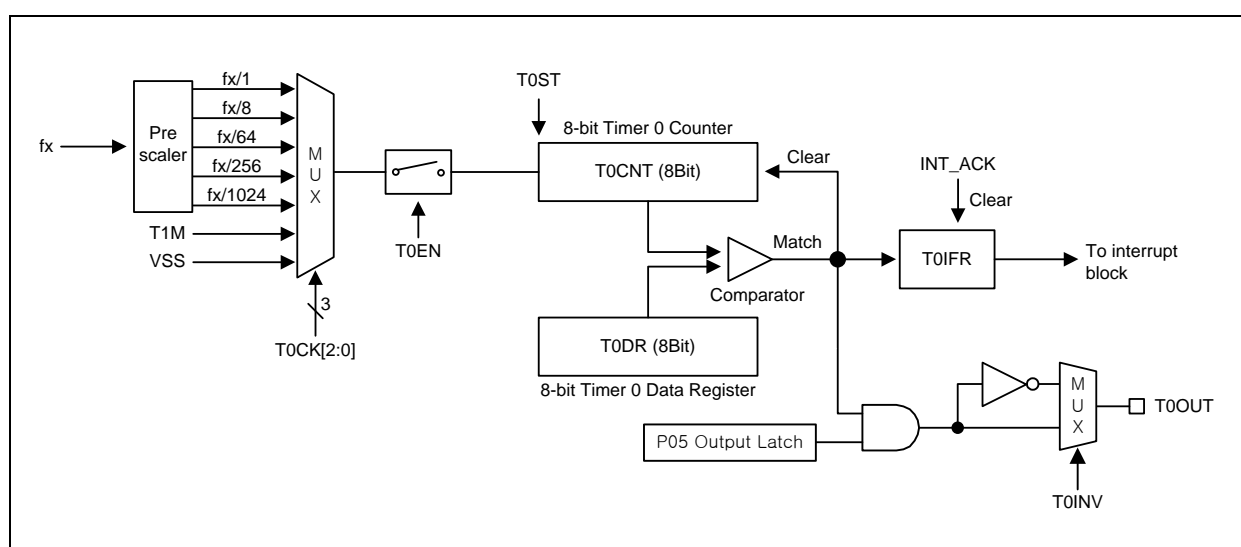 fx
Pre
scaler
fx/1
fx/8
fx/64
fx/256
fx/1024
T1M
VSS
M
U
X
3
T0CK[2:0]
T0EN
T0ST
8-bit Timer 0 Counter
T0CNT (8Bit)
Clear
Match
Comparator
T0DR (8Bit)
8-bit Timer 0 Data Register
INT_ACK
Clear
T0IFR
To interrupt
block
P05 Output Latch
M
U
X
T0OUT
T0INV